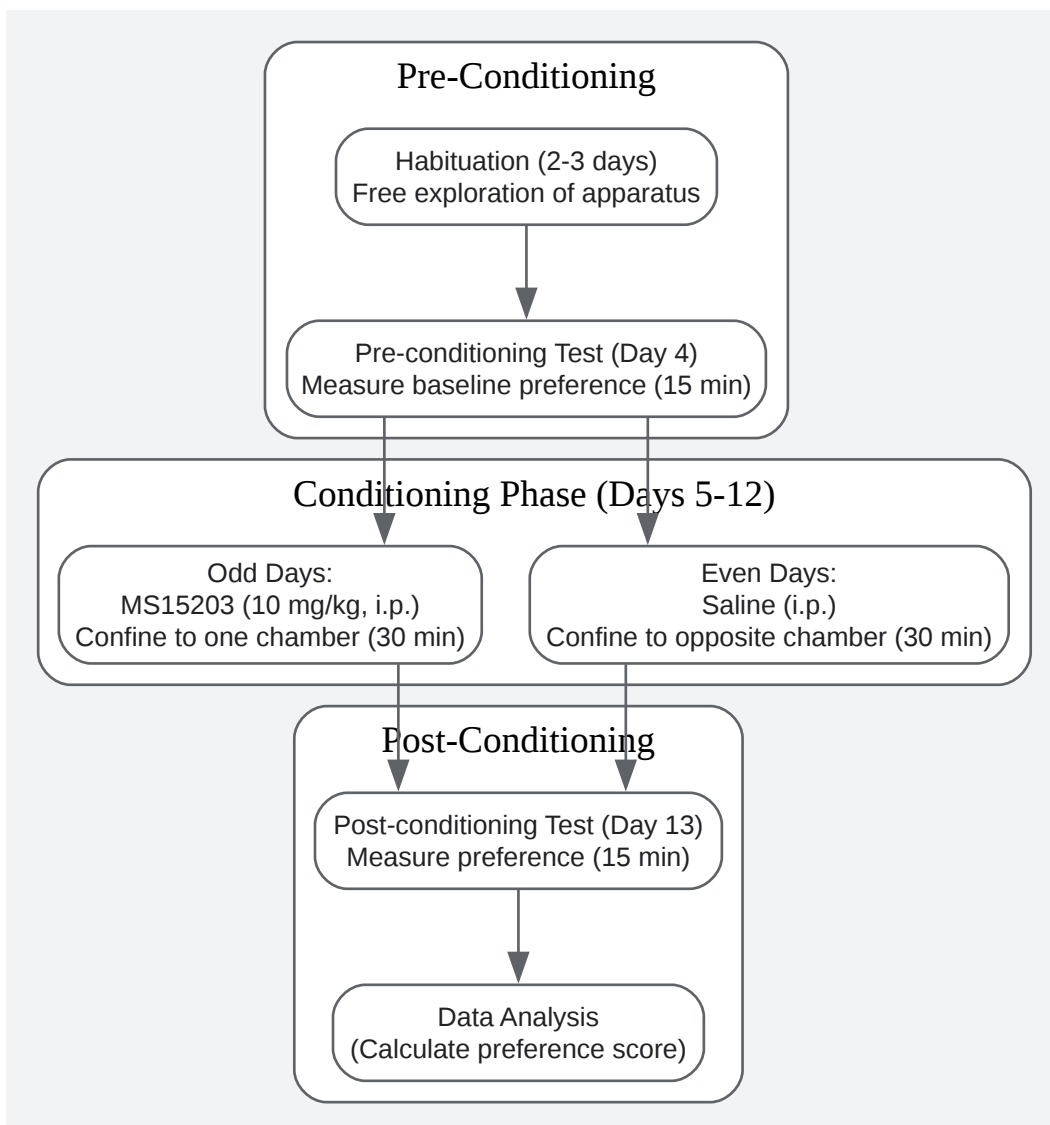 Pre-Conditioning
Habituation (2-3 days)
Free exploration of apparatus
Pre-conditioning Test (Day 4)
Measure baseline preference (15 min)
Conditioning Phase (Days 5-12)
Odd Days:
MS15203 (10 mg/kg, i.p.)
Confine to one chamber (30 min)
Even Days:
Saline (i.p.)
Confine to opposite chamber (30 min)
Post-Conditioning
Post-conditioning Test (Day 13)
Measure preference (15 min)
Data Analysis
(Calculate preference score)